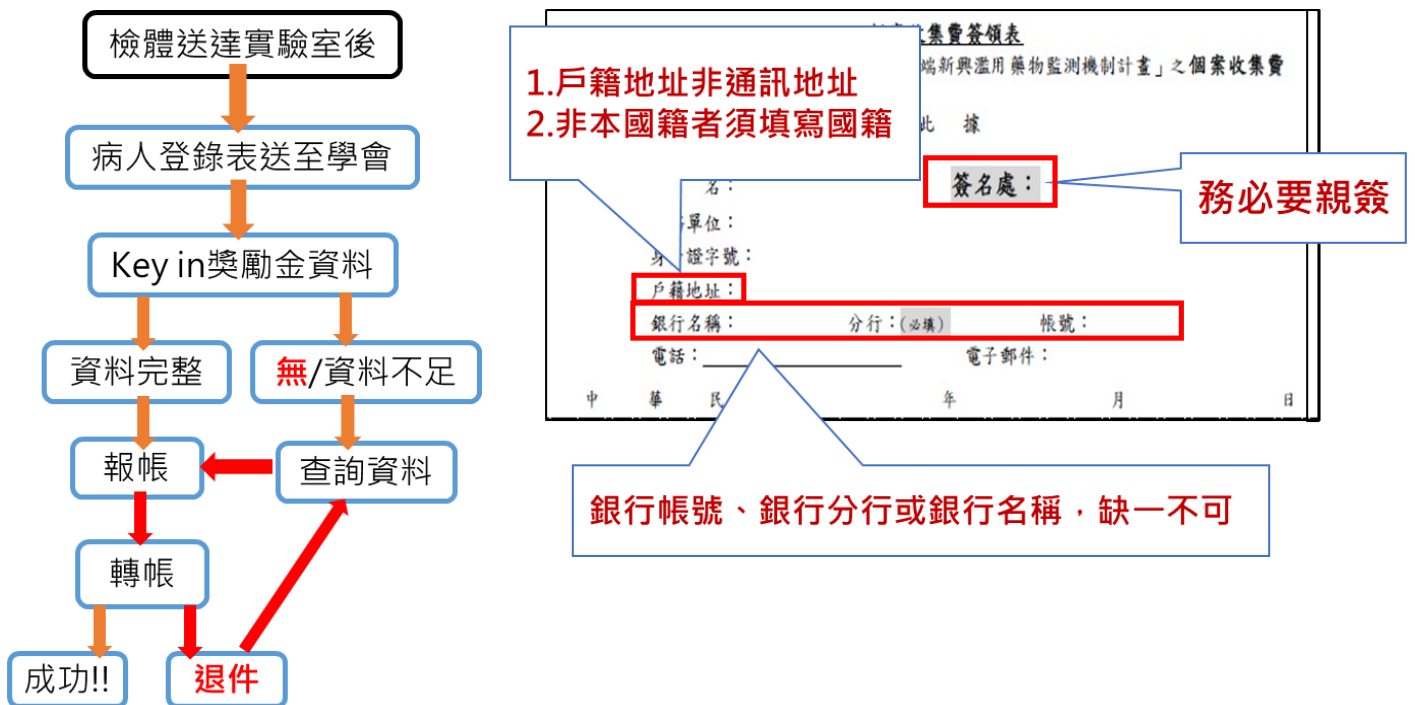 檢體送達實驗室後
病人登錄表送至學會
Key in獎勵金資料
資料完整
無/資料不足
報帳
查詢資料
轉帳
成功!!
退件
集費簽領表
端新興濫用藥物監測機制計畫」之個案收集費
此 據
1.戶籍地址非通訊地址
2.非本國籍者須填寫國籍
簽名處：
務必要親簽
名：
單位：
身 證字號：
戶籍地址：
銀行名稱： 分行：(必填) 帳號：
電話： 電子郵件：
中 華 民 年 月 日
銀行帳號、銀行分行或銀行名稱，缺一不可